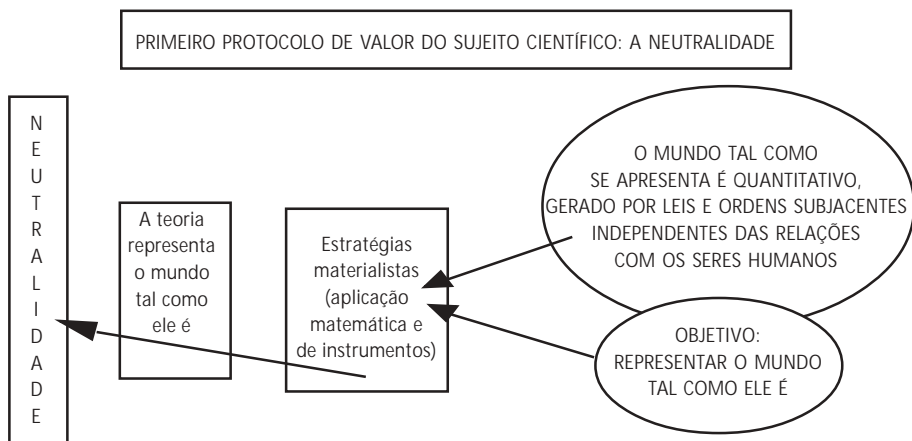 PRIMEIRO PROTOCOLO DE VALOR DO SUJEITO CIENTÍFICO: A NEUTRALIDADE
N
E
U
T
R
A
L
I
D
A
D
E
A teoria
representa
o mundo
tal como
ele é
Estratégias
materialistas
(aplicação
matemática e
de instrumentos)
O MUNDO TAL COMO
SE APRESENTA É QUANTITATIVO,
GERADO POR LEIS E ORDENS SUBJACENTES
INDEPENDENTES DAS RELAÇÕES
COM OS SERES HUMANOS
OBJETIVO:
REPRESENTAR O MUNDO
TAL COMO ELE É